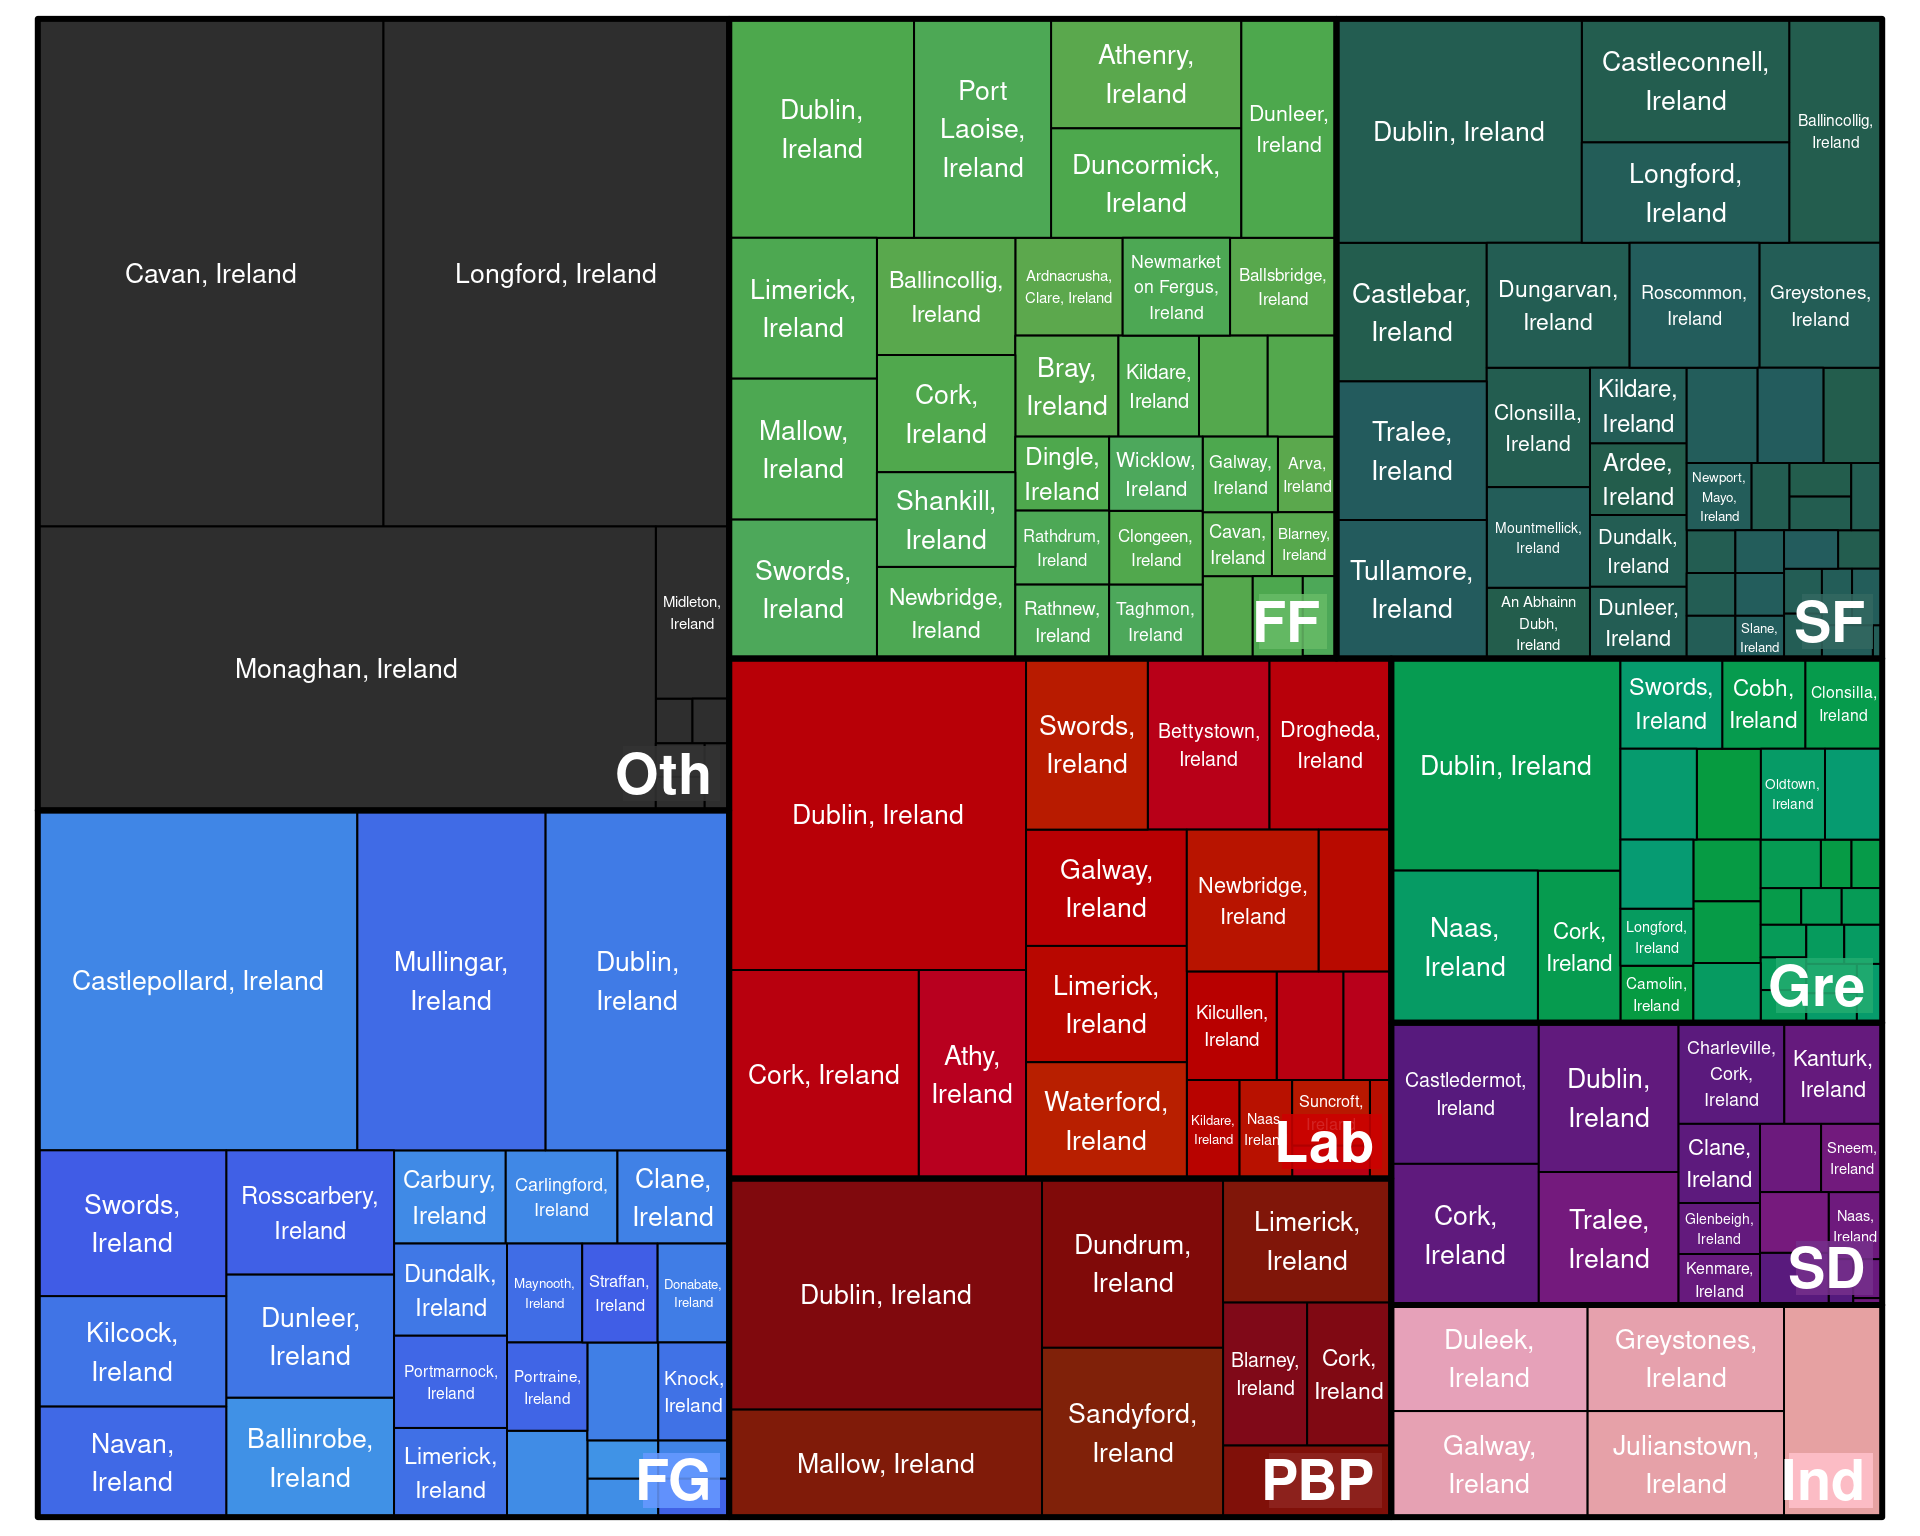 Cavan, Ireland
Longford, Ireland
Monaghan, Ireland
Midleton,
Ireland
Oth
Dublin,
Ireland
Port
Laoise,
Ireland
Athenry,
Ireland
Duncormick,
Ireland
Dunleer,
Ireland
Limerick,
Ireland
Mallow,
Ireland
Swords,
Ireland
Ballincollig,
Ireland
Cork,
Ireland
Shankill,
Ireland
Newbridge,
Ireland
Ardnacrusha,
Clare, Ireland
Newmarket
on Fergus,
Ireland
Ballsbridge,
Ireland
Bray,
Ireland
Kildare,
Ireland
Dingle,
Ireland
Wicklow,
Ireland
Galway,
Ireland
Arva,
Ireland
Rathdrum,
Ireland
Clongeen,
Ireland
Cavan,
Ireland
Blarney,
Ireland
Rathnew,
Ireland
Taghmon,
Ireland
FF
Dublin, Ireland
Castleconnell,
Ireland
Longford,
Ireland
Ballincollig,
Ireland
Castlebar,
Ireland
Tralee,
Ireland
Tullamore,
Ireland
Dungarvan,
Ireland
Roscommon,
Ireland
Greystones,
Ireland
Clonsilla,
Ireland
Mountmellick,
Ireland
An Abhainn
Dubh,
Ireland
Kildare,
Ireland
Ardee,
Ireland
Dundalk,
Ireland
Dunleer,
Ireland
Newport,
Mayo,
Ireland
Slane,
Ireland
SF
Castlepollard, Ireland
Mullingar,
Ireland
Dublin,
Ireland
Swords,
Ireland
Kilcock,
Ireland
Navan,
Ireland
Rosscarbery,
Ireland
Dunleer,
Ireland
Ballinrobe,
Ireland
Carbury,
Ireland
Carlingford,
Ireland
Clane,
Ireland
Dundalk,
Ireland
Maynooth,
Ireland
Straffan,
Ireland
Donabate,
Ireland
Portmarnock,
Ireland
Portraine,
Ireland
Knock,
Ireland
Limerick,
Ireland
FG
Dublin, Ireland
Cork, Ireland
Athy,
Ireland
Swords,
Ireland
Bettystown,
Ireland
Drogheda,
Ireland
Galway,
Ireland
Limerick,
Ireland
Waterford,
Ireland
Newbridge,
Ireland
Kilcullen,
Ireland
Kildare,
Ireland
Naas,
Ireland
Suncroft,
Ireland
Lab
Dublin, Ireland
Mallow, Ireland
Dundrum,
Ireland
Sandyford,
Ireland
Limerick,
Ireland
Blarney,
Ireland
Cork,
Ireland
PBP
Dublin, Ireland
Naas,
Ireland
Cork,
Ireland
Swords,
Ireland
Cobh,
Ireland
Clonsilla,
Ireland
Oldtown,
Ireland
Longford,
Ireland
Camolin,
Ireland
Gre
Castledermot,
Ireland
Cork,
Ireland
Dublin,
Ireland
Tralee,
Ireland
Charleville,
Cork,
Ireland
Kanturk,
Ireland
Clane,
Ireland
Sneem,
Ireland
Glenbeigh,
Ireland
Naas,
Ireland
Kenmare,
Ireland
SD
Duleek,
Ireland
Greystones,
Ireland
Galway,
Ireland
Julianstown,
Ireland
Ind